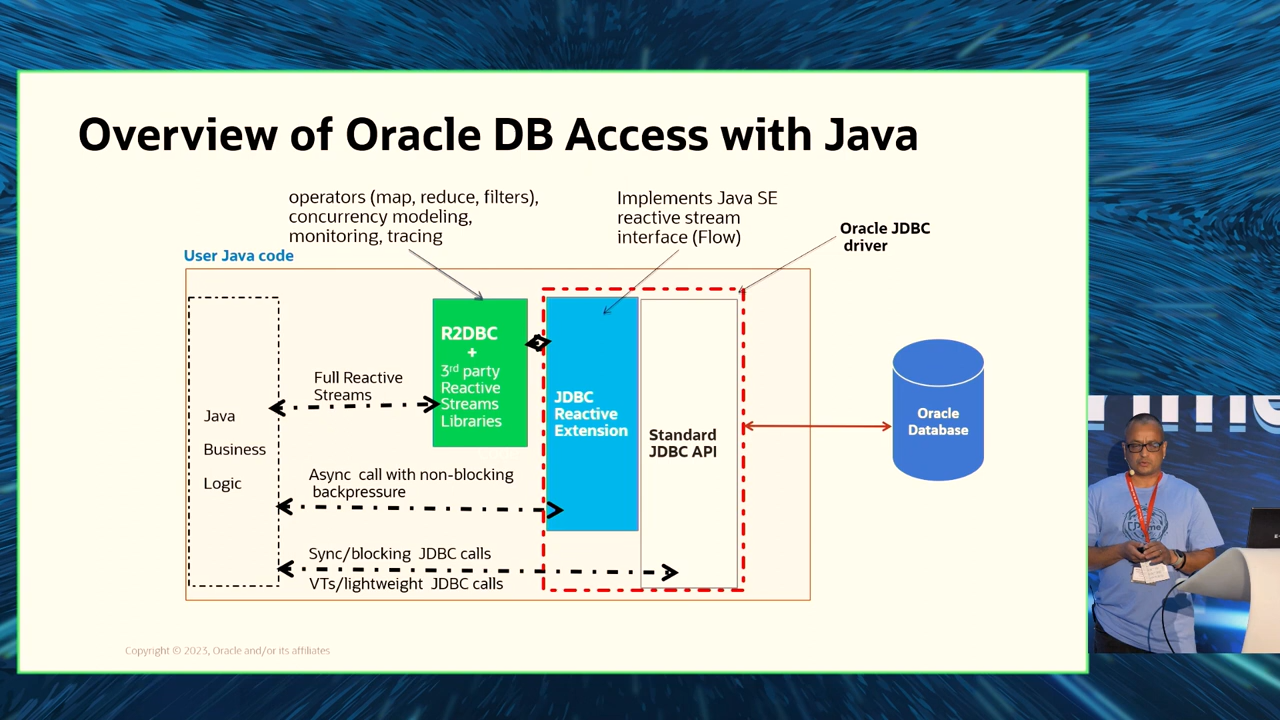 Overview of Oracle DB Access with Java
operators (map, reduce, filters),
concurrency modeling,
monitoring, tracing
Implements Java SE
reactive stream
interface (Flow)
Oracle JDBC
driver
User Java code
R2DBC
+
3rd party
Reactive
Streams
Libraries
Full Reactive
Streams
Java
Business
Logic
JDBC
Reactive
Extension
Standard
JDBC API
Oracle
Database
Async call with non-blocking
backpressure
Sync/blocking JDBC calls
VTs/lightweight JDBC calls
Copyright © 2023, Oracle and/or its affiliates